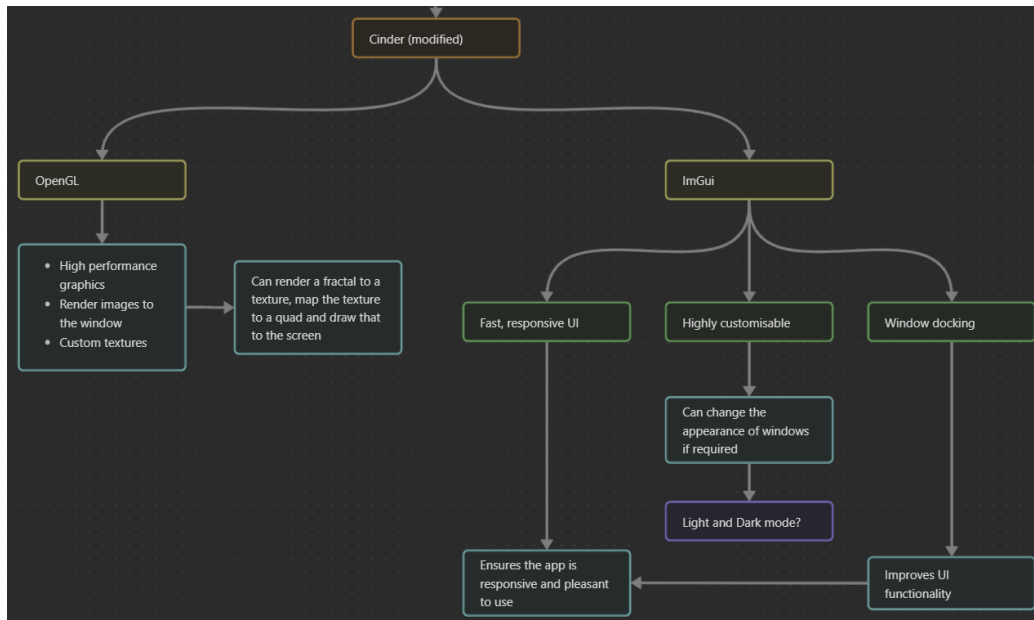 Cinder (modified)
OpenGL
ImGui
• High performance
graphics
• Render images to
the window
• Custom textures
Can render a fractal to a
texture, map the texture
to a quad and draw that
to the screen
Fast, responsive UI
Highly customisable
Window docking
Can change the
appearance of windows
if required
Light and Dark mode?
Ensures the app is
responsive and pleasant
to use
Improves UI
functionality